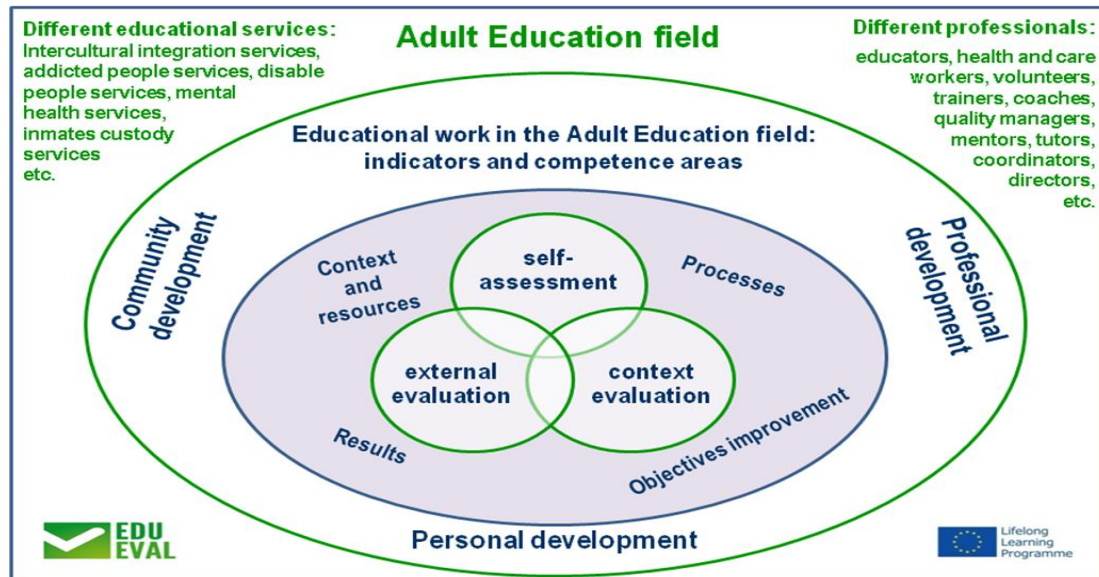 Different educational services:
Intercultural integration services,
addicted people services, disable
people services, mental
health services,
inmates custody
services
etc.
Adult Education field
Different professionals:
educators, health and care
workers, volunteers,
trainers, coaches,
quality managers,
mentors, tutors,
coordinators,
directors,
etc.
Educational work in the Adult Education field:
indicators and competence areas
Community
development
Professional
development
Context
and
resources
self-
assessment
Processes
external
evaluation
context
evaluation
Results
Objectives improvement
Personal development
EDU
EVAL
Lifelong
Learning
Programme